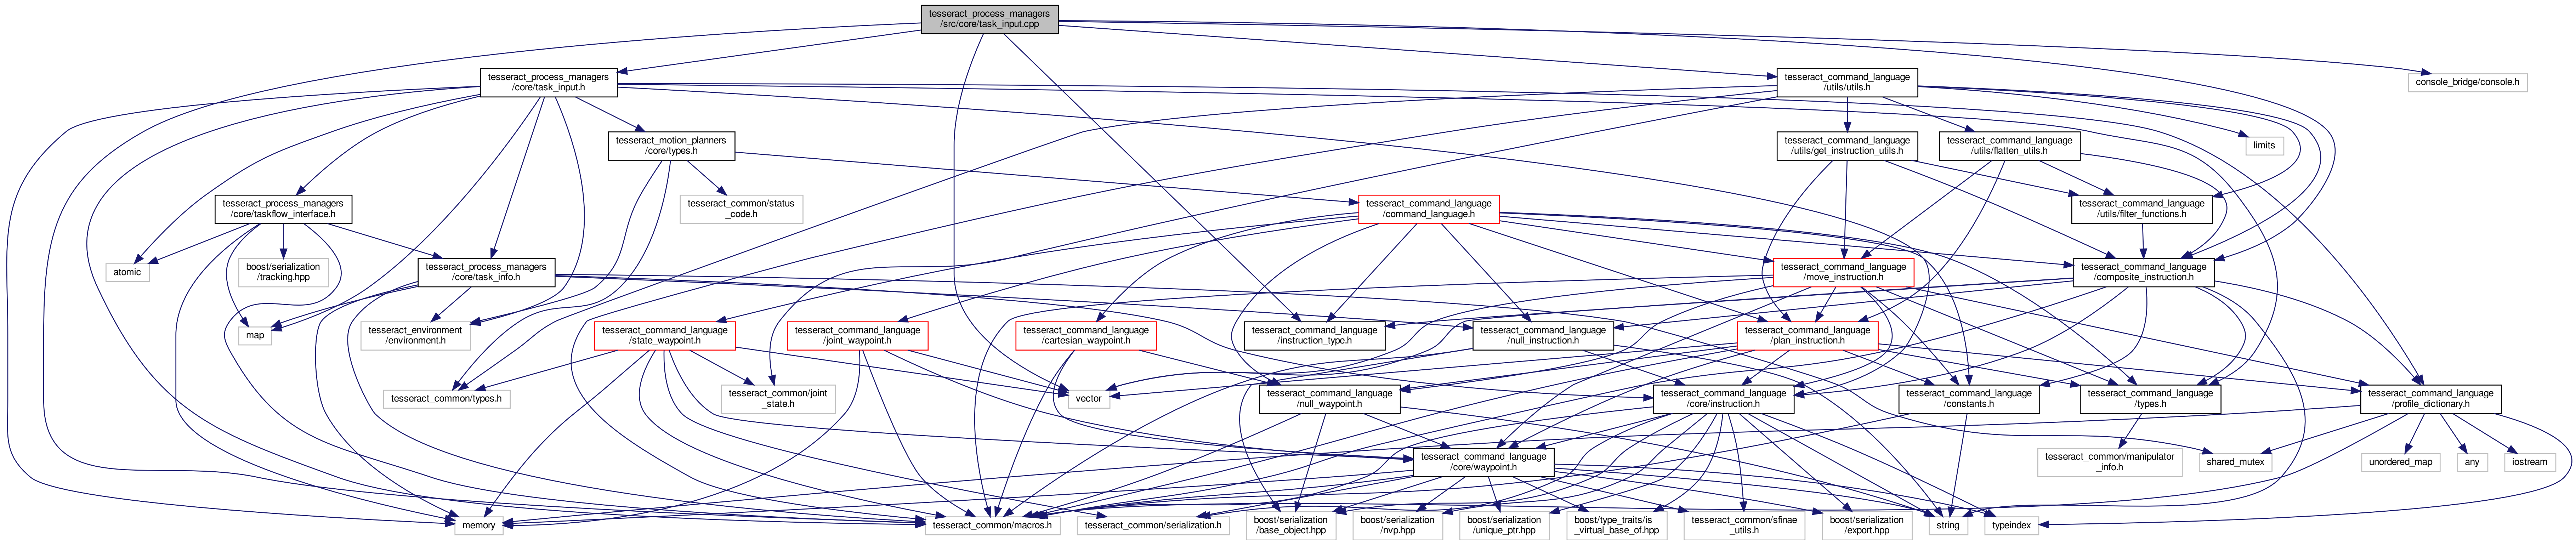 tesseract_process_managers
/src/core/task_input.cpp
tesseract_process_managers
/core/task_input.h
tesseract_command_language
/utils/utils.h
console_bridge/console.h
tesseract_motion_planners
/core/types.h
tesseract_command_language
/utils/get_instruction_utils.h
tesseract_command_language
/utils/flatten_utils.h
limits
tesseract_process_managers
/core/taskflow_interface.h
tesseract_common/status
_code.h
tesseract_command_language
/command_language.h
tesseract_command_language
/utils/filter_functions.h
atomic
boost/serialization
/tracking.hpp
tesseract_process_managers
/core/task_info.h
tesseract_command_language
/move_instruction.h
tesseract_command_language
/composite_instruction.h
map
tesseract_environment
/environment.h
tesseract_command_language
/state_waypoint.h
tesseract_command_language
/joint_waypoint.h
tesseract_command_language
/cartesian_waypoint.h
tesseract_command_language
/instruction_type.h
tesseract_command_language
/null_instruction.h
tesseract_command_language
/plan_instruction.h
tesseract_common/types.h
tesseract_common/joint
_state.h
vector
tesseract_command_language
/null_waypoint.h
tesseract_command_language
/core/instruction.h
tesseract_command_language
/constants.h
tesseract_command_language
/types.h
tesseract_command_language
/profile_dictionary.h
tesseract_command_language
/core/waypoint.h
tesseract_common/manipulator
_info.h
shared_mutex
unordered_map
any
iostream
memory
tesseract_common/macros.h
tesseract_common/serialization.h
boost/serialization
/base_object.hpp
boost/serialization
/nvp.hpp
boost/serialization
/unique_ptr.hpp
boost/type_traits/is
_virtual_base_of.hpp
tesseract_common/sfinae
_utils.h
boost/serialization
/export.hpp
string
typeindex